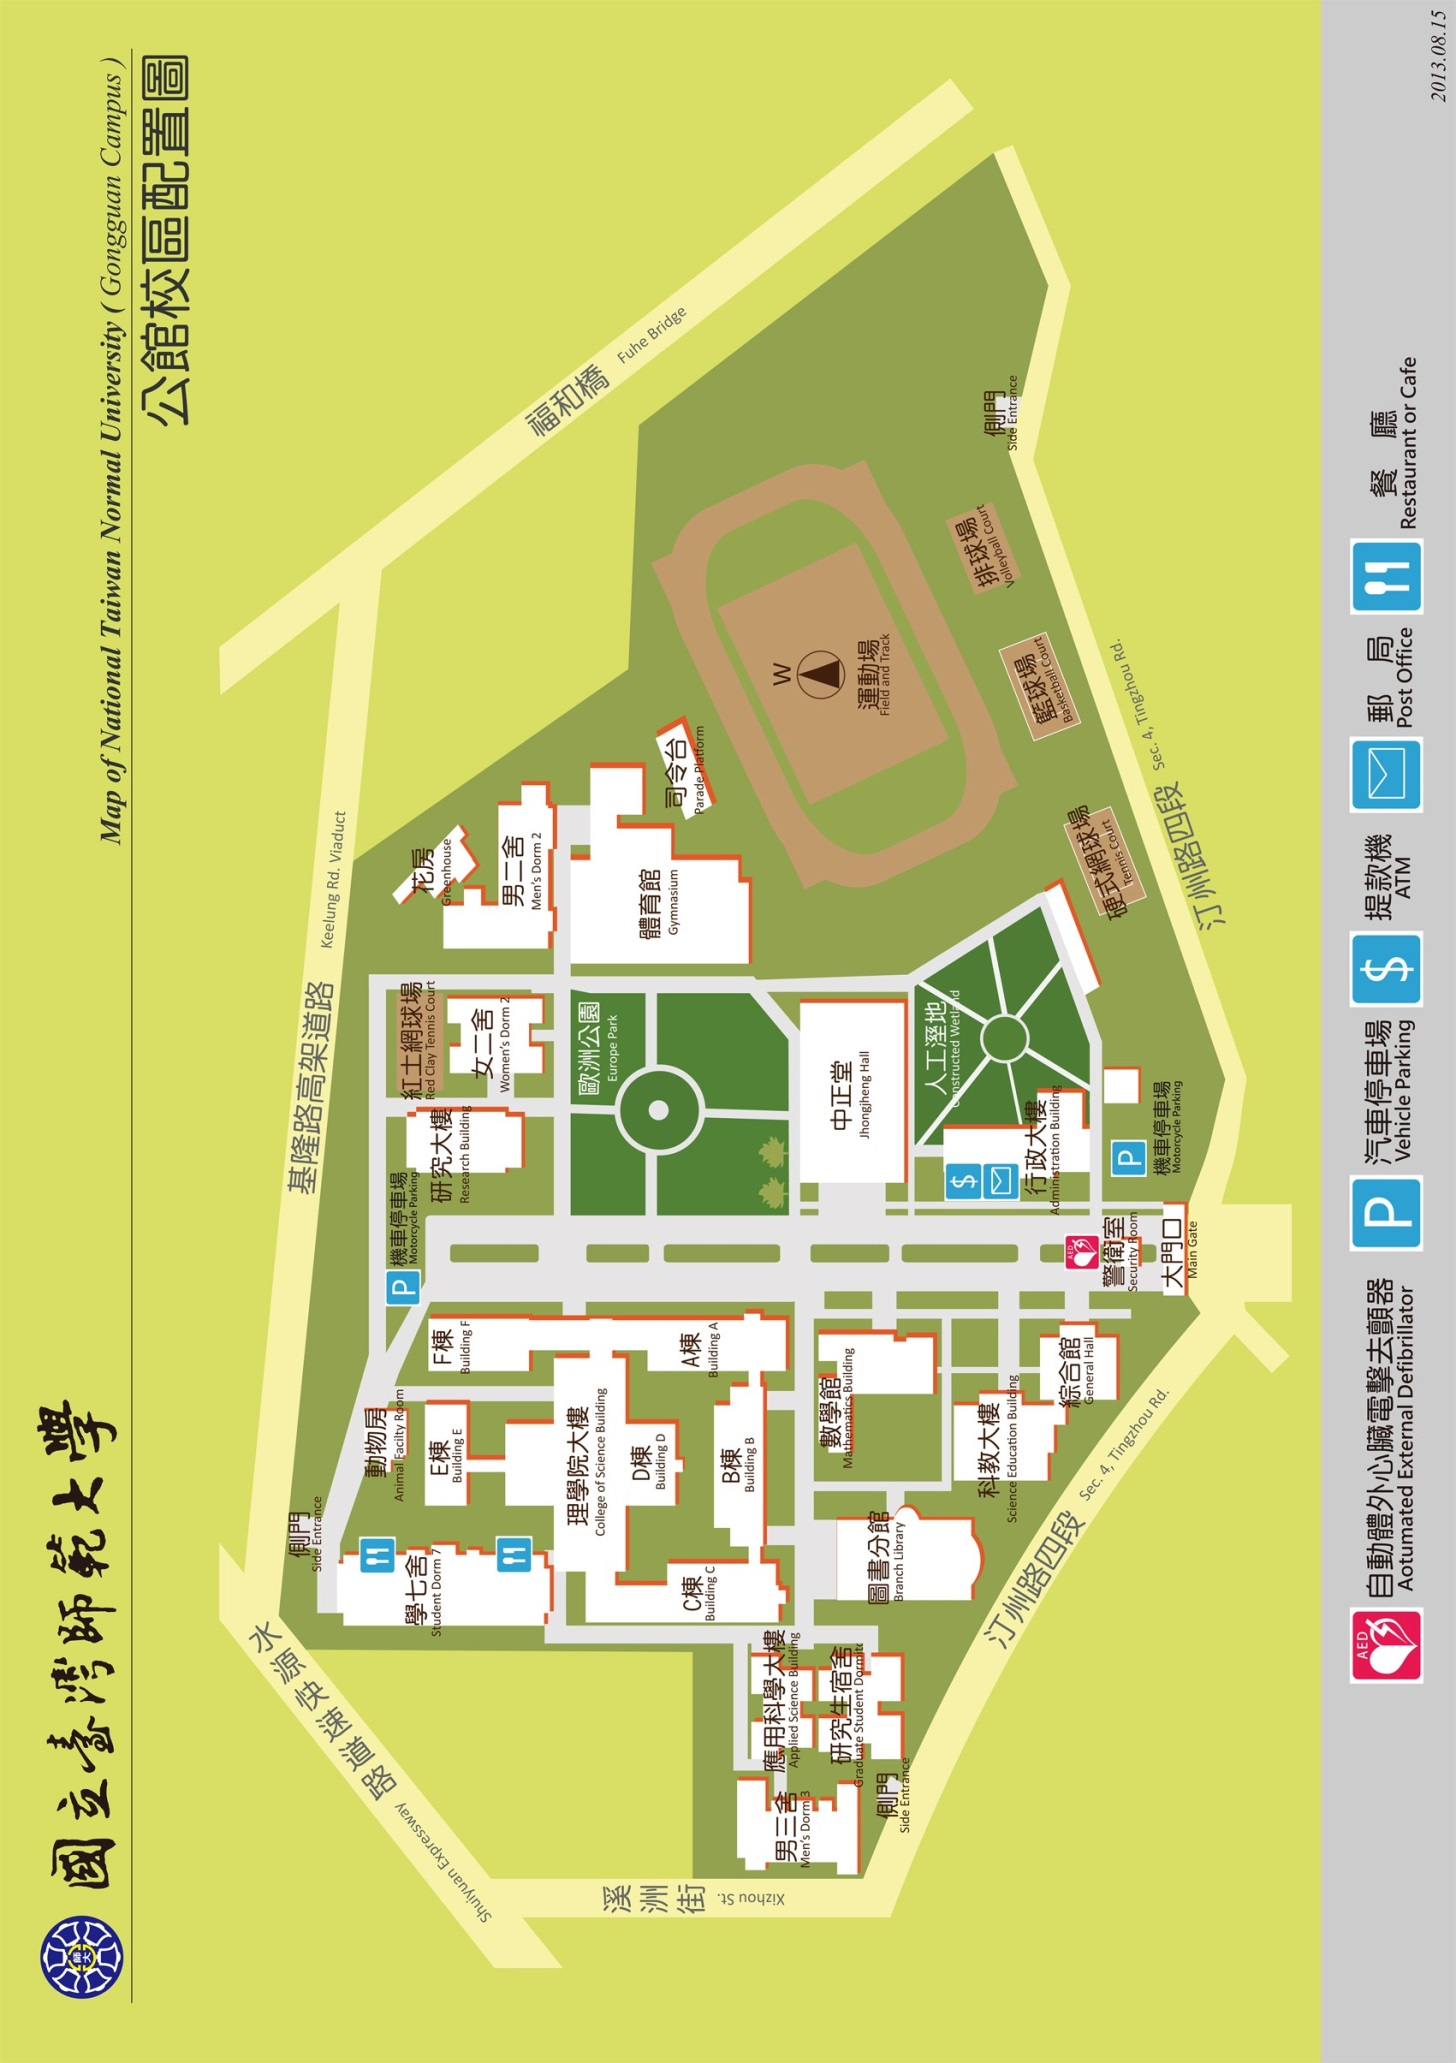 國立臺灣師範大學
Map of National Taiwan Normal University ( Gongguan Campus )
公館校區配置圖
水源快速道路
Shuiyuan Expressway
基隆路高架道路
Keelung Rd. Viaduct
福和橋
Fuhe Bridge
溪洲街
Xizhou St.
側門
Side Entrance
學七舍
Student Dorm 7
動物房
Animal Facilty Room
E棟
Building E
F棟
Building F
機車停車場
Motorcycle Parking
P
研究大樓
Research Building
紅土網球場
Red Clay Tennis Court
女二舍
Women's Dorm 2
花房
Greenhouse
男二舍
Men's Dorm 2
理學院大樓
College of Science Building
D棟
Building D
A棟
Building A
B棟
Building B
C棟
Building C
歐洲公園
Europe Park
體育館
Gymnasium
司令台
Parade Platform
W
運動場
Field and Track
應用科學大樓
Applied Science Building
研究生宿舍
Graduate Student Dormitc
男三舍
Men's Dorm 3
側門
Side Entrance
數學館
Mathematics Building
圖書分館
Branch Library
科教大樓
Science Education Building
綜合館
General Hall
中正堂
Jhongjheng Hall
人工溼地
Constructed Wetland
$
行政大樓
Administration Building
AED
警衛室
Security Room
大門口
Main Gate
P
機車停車場
Motorcycle Parking
硬式網球場
Tennis Court
籃球場
Basketball Court
排球場
Volleyball Court
側門
Side Entrance
汀州路四段
Sec. 4, Tingzhou Rd.
汀州路四段
Sec. 4, Tingzhou Rd.
AED
自動體外心臟電擊去顫器
Aotumated External Defibrillator
P
汽車停車場
Vehicle Parking
$
提款機
ATM
郵 局
Post Office
餐 廳
Restaurant or Cafe
2013.08.15